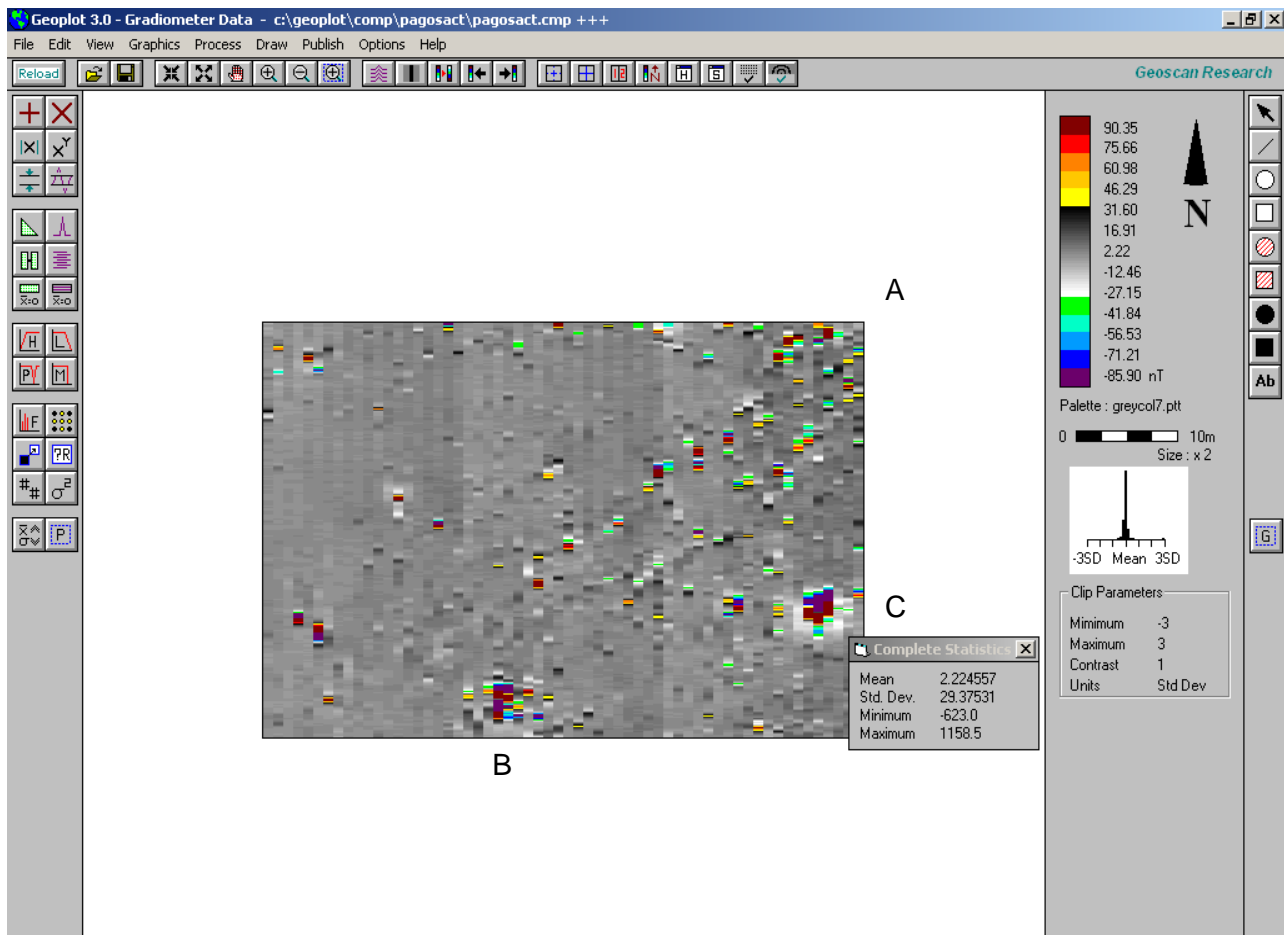 Geoplot 3.0 - Gradiometer Data - c:\geoplot\comp\pagosact\pagosact.cmp +++
File Edit View Graphics Process Draw Publish Options Help
Reload
Geoscan Research
90.35
75.66
60.98
46.29
31.60
16.91
2.22
-12.46
-27.15
-41.84
-56.53
-71.21
-85.90 nT
N
Palette : greycol7.ptt
0 10m
Size : x 2
-3SD Mean 3SD
Clip Parameters
Minimum -3
Maximum 3
Contrast 1
Units Std Dev
A
B
C
Complete Statistics
Mean 2.224557
Std. Dev. 29.37531
Minimum -623.0
Maximum 1158.5
Ab
G